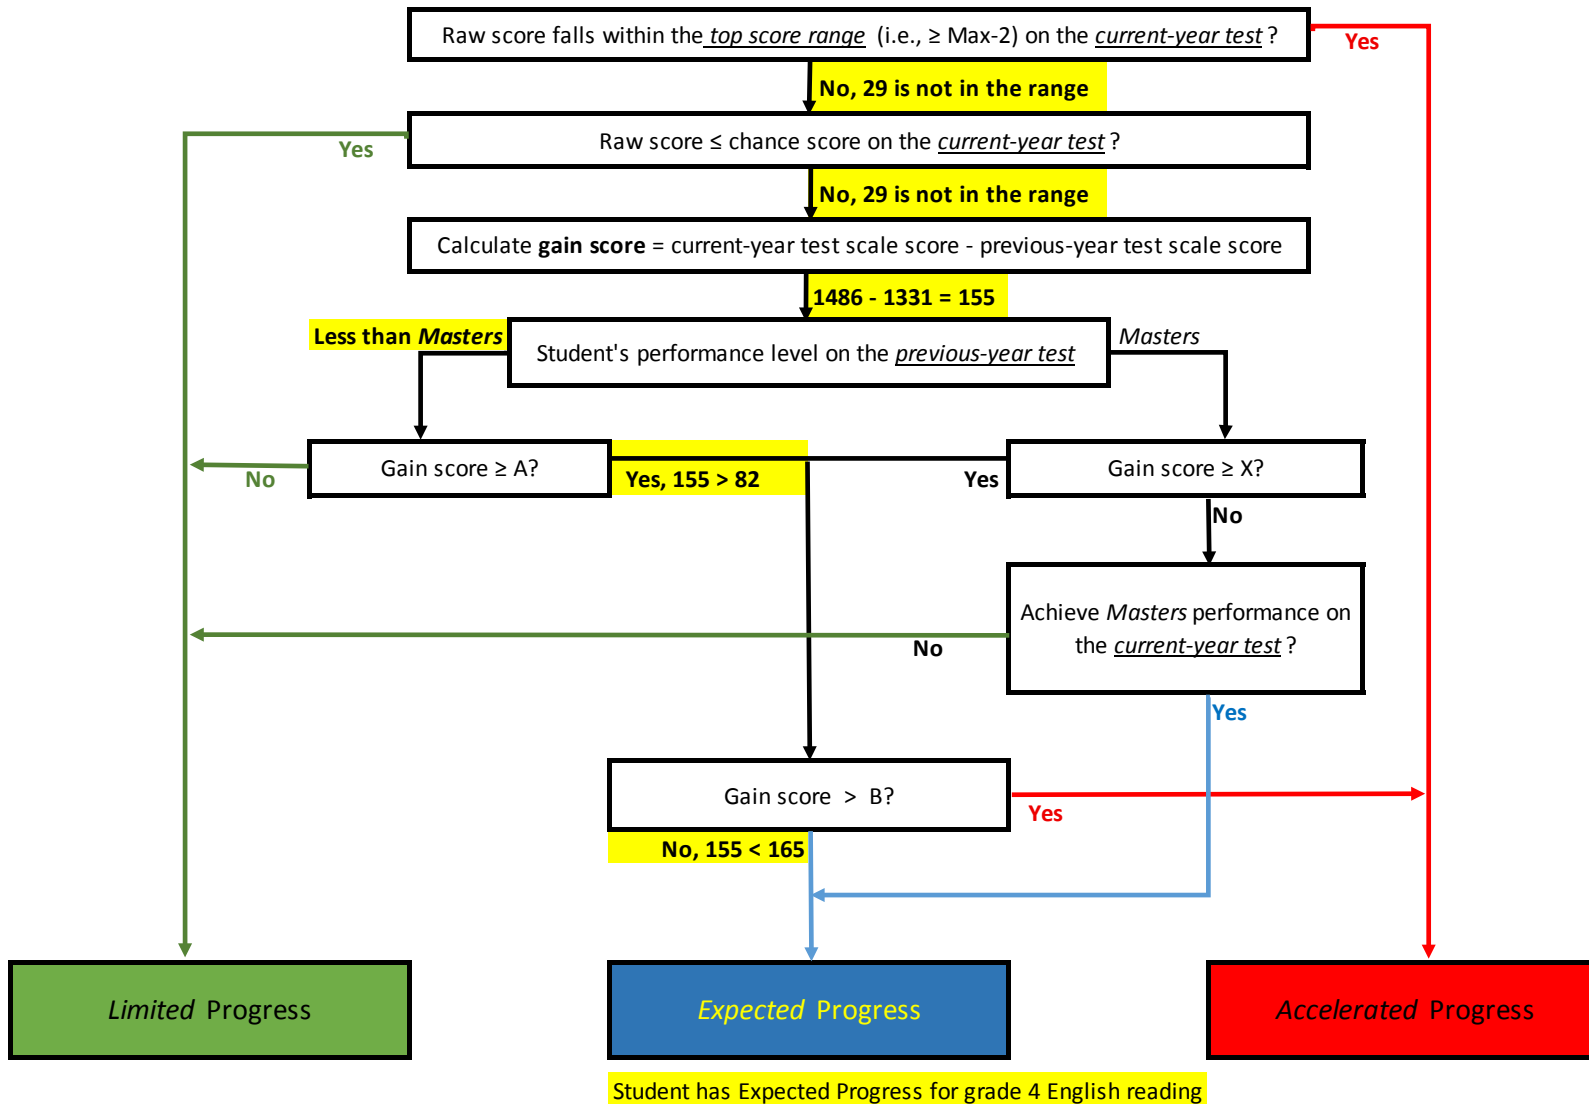 Raw score falls within the top score range (i.e., ≥ Max-2) on the current-year test ?
Yes
No, 29 is not in the range
Raw score ≤ chance score on the current-year test ?
Yes
No, 29 is not in the range
Calculate gain score = current-year test scale score - previous-year test scale score
1486 - 1331 = 155
Less than Masters
Student's performance level on the previous-year test
Masters
Gain score ≥ A?
No
Yes, 155 > 82
Yes
Gain score ≥ X?
No
Achieve Masters performance on
the current-year test ?
No
Yes
Gain score > B?
Yes
No, 155 < 165
Limited Progress
Expected Progress
Accelerated Progress
Student has Expected Progress for grade 4 English reading